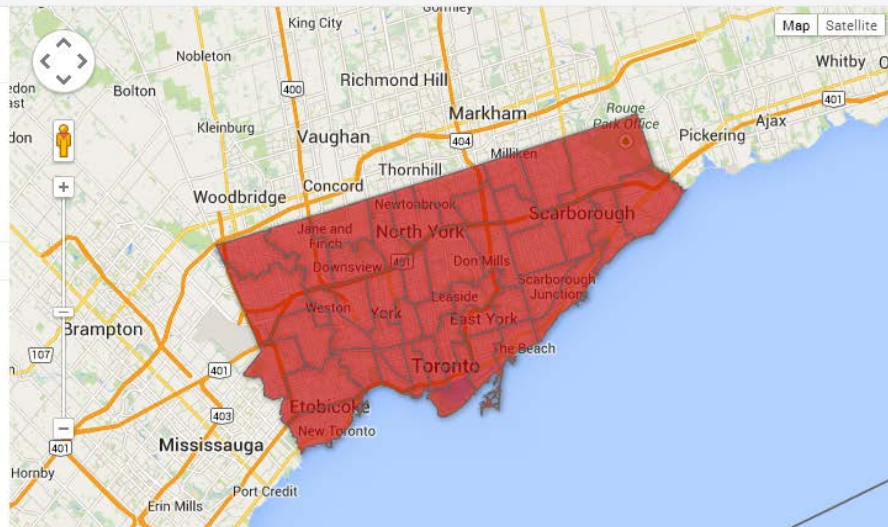 Gormley
King City
Map
Satellite
Nobleton
Whitby
Richmond Hill
400
Bolton
401
Ajax
Markham
Rouge
Park Office
Pickering
Kleinburg
Vaughan
404
Milliken
Thornhill
Concord
Woodbridge
Newtonbrook
Scarborough
Jane and
Finch
North York
401
Don Mills
Downsview
Scarborough
Junction
Leaside
Weston
York
East York
Brampton
The Beach
107
401
Toronto
Etobicoke
403
New Toronto
Mississauga
401
Hornby
Port Credit
Erin Mills